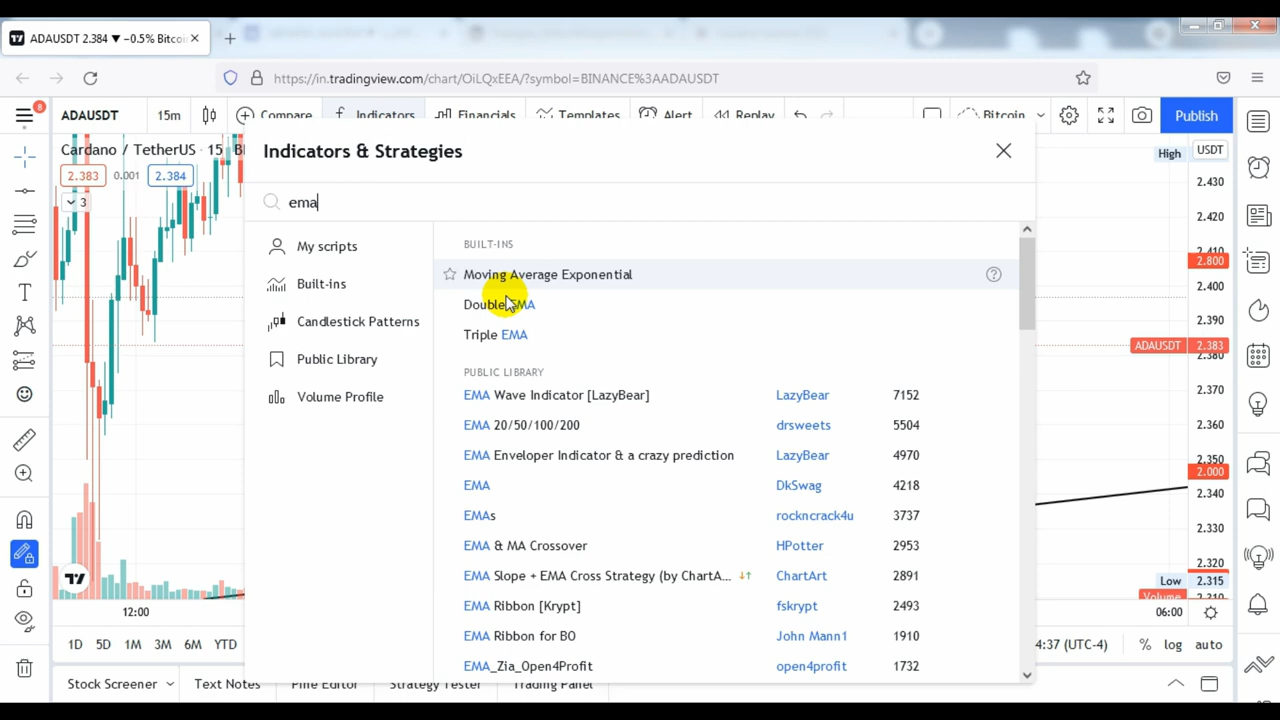 ADAUSDT 2.384 ▼ −0.5% Bitcoi
https://in.tradingview.com/chart/OiLQxEEA/?symbol=BINANCE%3AADAUSDT
8
ADAUSDT
15m
Compare
Indicators
Financials
Templates
Alert
Replay
Bitcoin
Publish
Cardano / TetherUS · 15
2.383 0.001 2.384
3
Indicators & Strategies
ema
My scripts
Built-ins
Candlestick Patterns
Public Library
Volume Profile
BUILT-INS
Moving Average Exponential
Double EMA
Triple EMA
PUBLIC LIBRARY
EMA Wave Indicator [LazyBear] LazyBear 7152
EMA 20/50/100/200 drsweets 5504
EMA Enveloper Indicator & a crazy prediction LazyBear 4970
EMA DkSwag 4218
EMAs rockncrack4u 3737
EMA & MA Crossover HPotter 2953
EMA Slope + EMA Cross Strategy (by ChartA... ChartArt 2891
EMA Ribbon [Krypt] fskrypt 2493
EMA Ribbon for BO John Mann1 1910
EMA_Zia_Open4Profit open4profit 1732
USDT
High
2.430
2.420
2.410
2.800
2.400
2.390
ADAUSDT 2.383
2.380
2.370
2.360
2.350
2.000
2.340
2.330
2.320
Low 2.315
Volume 2.310
12:00
06:00
1D 5D 1M 3M 6M YTD
4:37 (UTC-4)
% log auto
Stock Screener
Text Notes
Pine Editor
Strategy Tester
Trading Panel